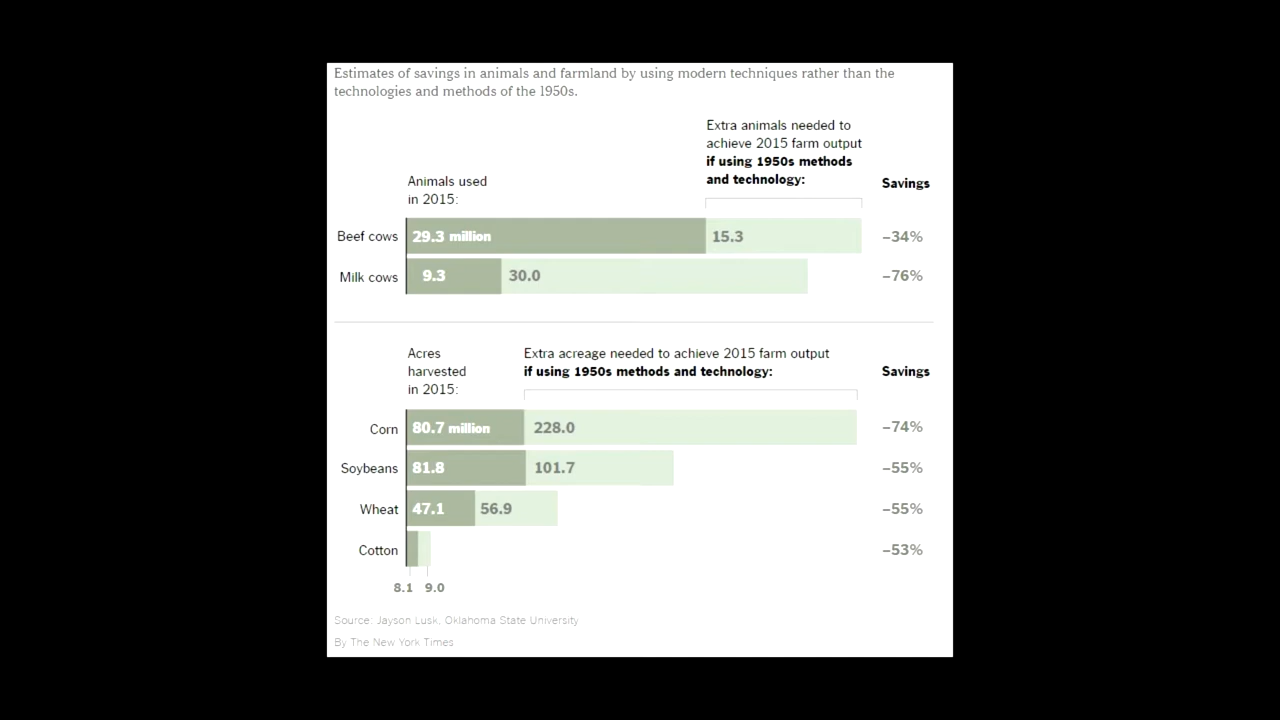 Estimates of savings in animals and farmland by using modern techniques rather than the
technologies and methods of the 1950s.
Extra animals needed to
achieve 2015 farm output
if using 1950s methods
and technology:
Savings
Animals used
in 2015:
Beef cows 29.3 million 15.3 –34%
Milk cows 9.3 30.0 –76%
Acres
harvested
in 2015:
Extra acreage needed to achieve 2015 farm output
if using 1950s methods and technology:
Savings
Corn 80.7 million 228.0 –74%
Soybeans 81.8 101.7 –55%
Wheat 47.1 56.9 –55%
Cotton –53%
8.1 9.0
Source: Jayson Lusk, Oklahoma State University
By The New York Times